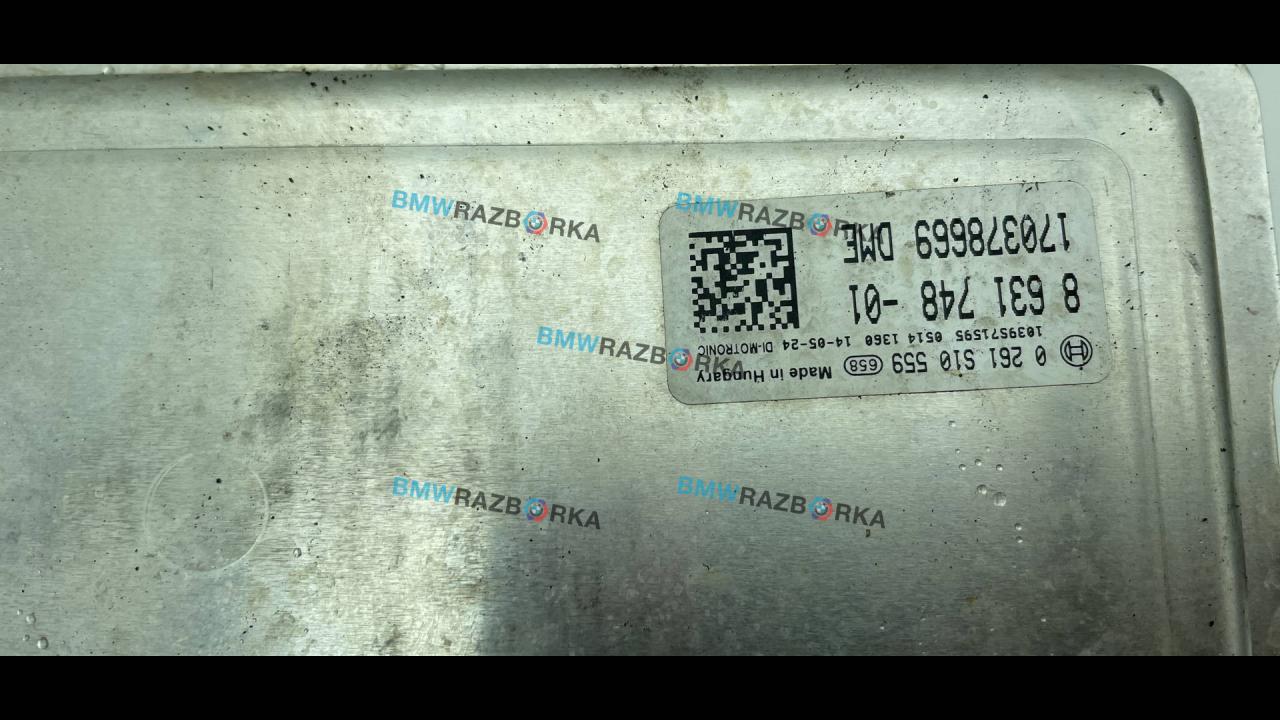 0 261 S10 559 658 Made in Hungary
1039S71595 0514 1360 14-05-24 DI-MOTRONIC
8 631 748 -01
170378669 DME
BMWRAZBORKA
BMWRAZBORKA
BMWRAZBORKA
BMWRAZBORKA
BMWRAZBORKA